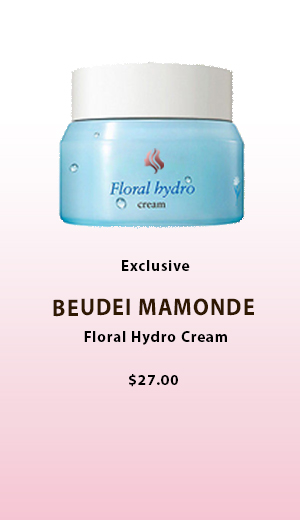 Floral hydro
cream
Exclusive
BEUDEI MAMONDE
Floral Hydro Cream
$27.00